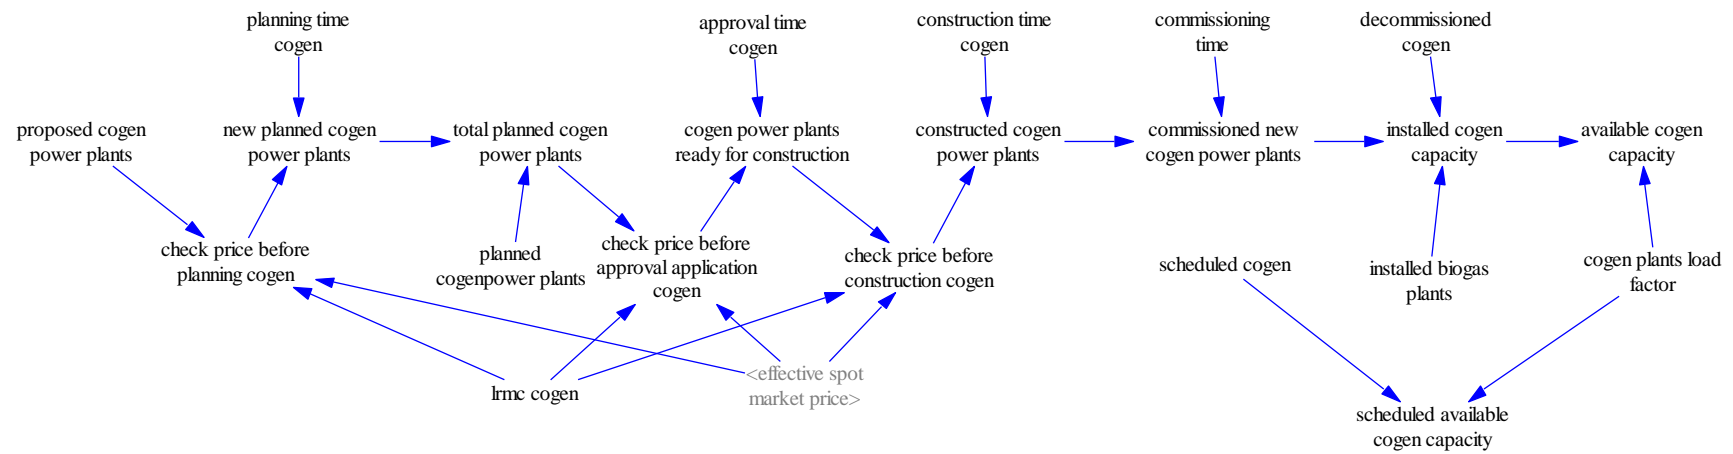 planning time
cogen
approval time
cogen
construction time
cogen
commissioning
time
decommissioned
cogen
proposed cogen
power plants
new planned cogen
power plants
total planned cogen
power plants
cogen power plants
ready for construction
constructed cogen
power plants
commissioned new
cogen power plants
installed cogen
capacity
available cogen
capacity
check price before
planning cogen
planned
cogenpower plants
check price before
approval application
cogen
check price before
construction cogen
scheduled cogen
installed biogas
plants
cogen plants load
factor
lrmc cogen
<effective spot
market price>
scheduled available
cogen capacity